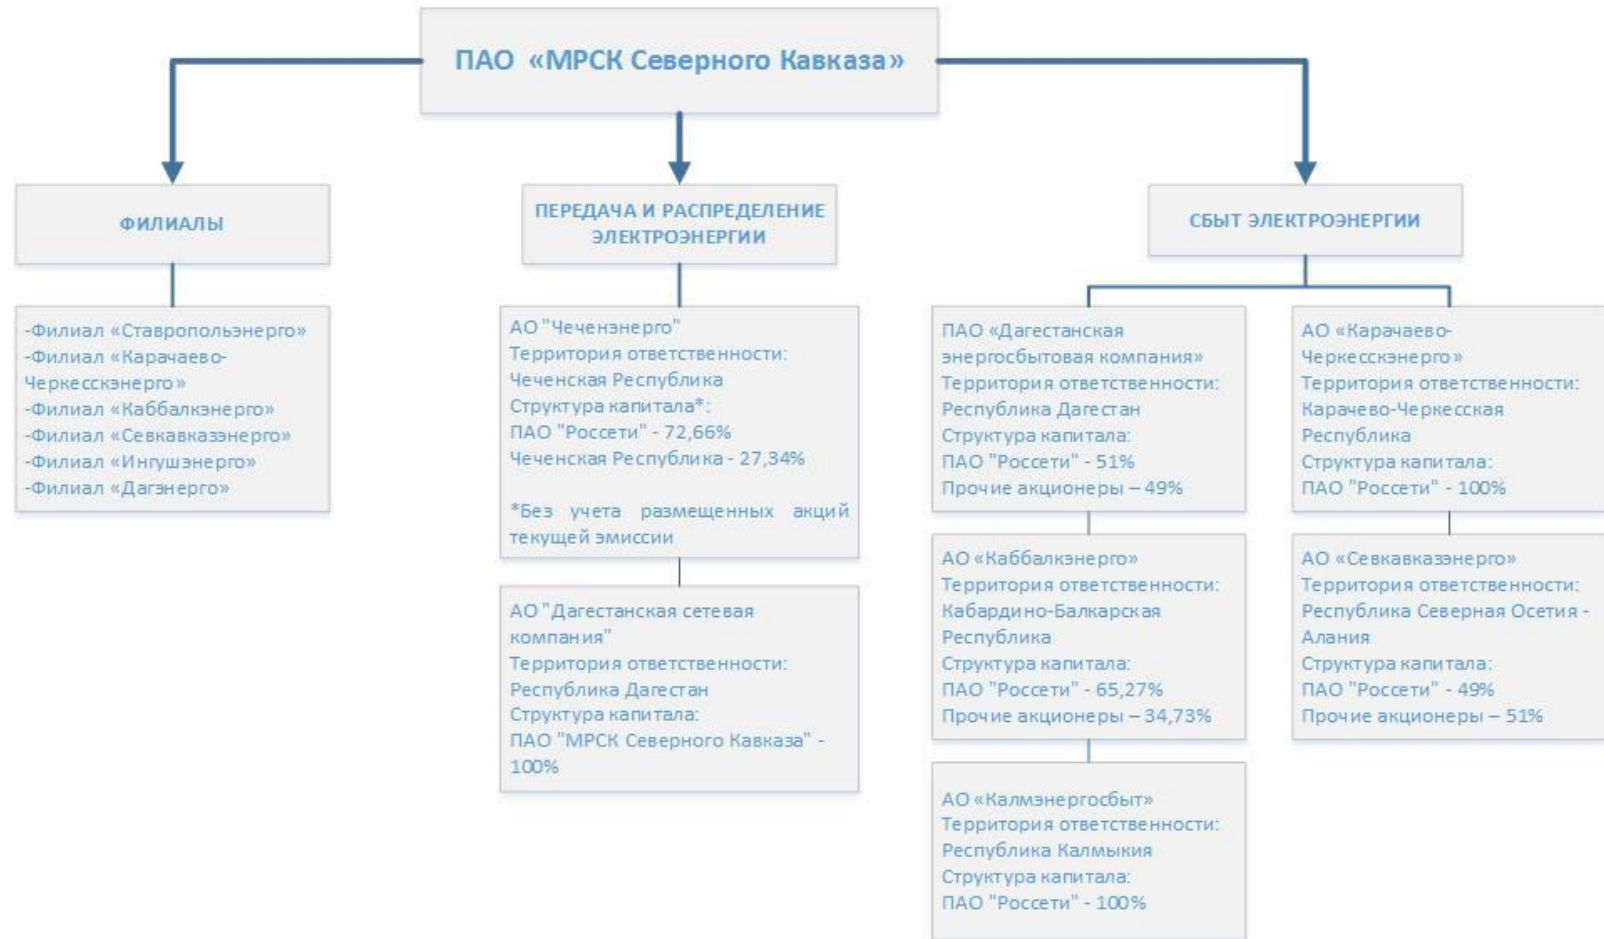 ПАО «МРСК Северного Кавказа»
ФИЛИАЛЫ
-Филиал «Ставропольэнерго»
-Филиал «Карачаево-
Черкесскэнерго»
-Филиал «Каббалкэнерго»
-Филиал «Севкавказэнерго»
-Филиал «Ингушэнерго»
-Филиал «Дагэнерго»
ПЕРЕДАЧА И РАСПРЕДЕЛЕНИЕ
ЭЛЕКТРОЭНЕРГИИ
АО "Чеченэнерго"
Территория ответственности:
Чеченская Республика
Структура капитала*:
ПАО "Россети" - 72,66%
Чеченская Республика - 27,34%
*Без учета размещенных акций
текущей эмиссии
АО "Дагестанская сетевая
компания"
Территория ответственности:
Республика Дагестан
Структура капитала:
ПАО "МРСК Северного Кавказа" -
100%
СБЫТ ЭЛЕКТРОЭНЕРГИИ
ПАО «Дагестанская
энергосбытовая компания»
Территория ответственности:
Республика Дагестан
Структура капитала:
ПАО "Россети" - 51%
Прочие акционеры – 49%
АО «Каббалкэнерго»
Территория ответственности:
Кабардино-Балкарская
Республика
Структура капитала:
ПАО "Россети" - 65,27%
Прочие акционеры – 34,73%
АО «Калмэнергосбыт»
Территория ответственности:
Республика Калмыкия
Структура капитала:
ПАО "Россети" - 100%
АО «Карачаево-
Черкесскэнерго»
Территория ответственности:
Карачево-Черкесская
Республика
Структура капитала:
ПАО "Россети" - 100%
АО «Севкавказэнерго»
Территория ответственности:
Республика Северная Осетия -
Алания
Структура капитала:
ПАО "Россети" - 49%
Прочие акционеры – 51%